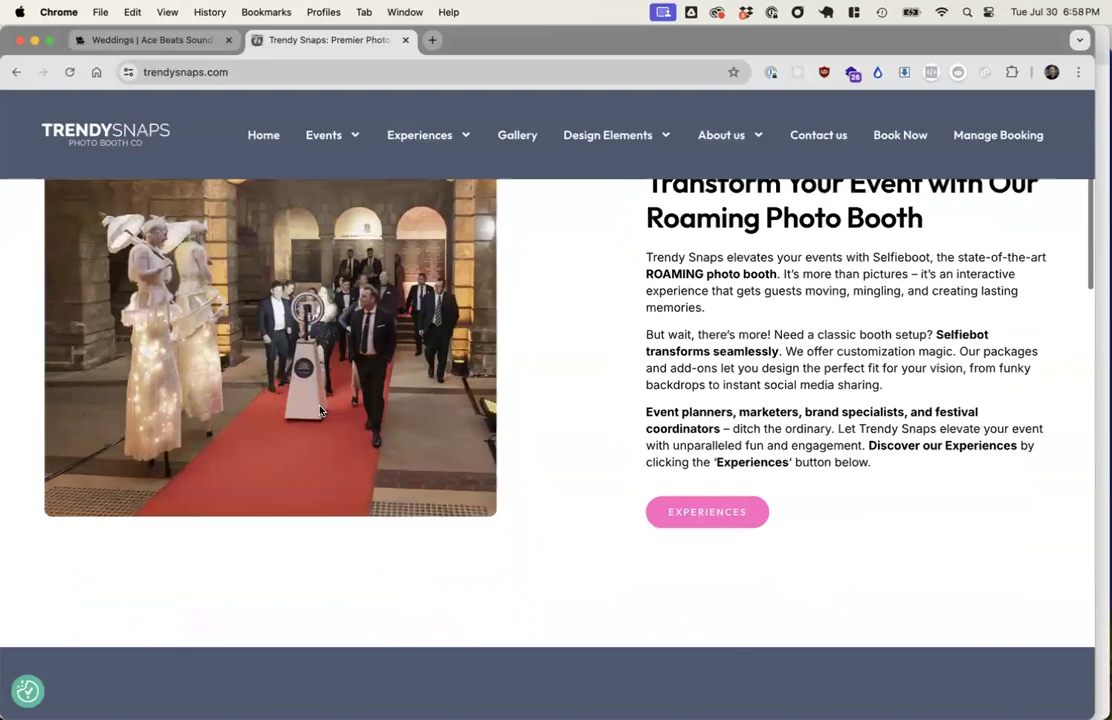 Chrome File Edit View History Bookmarks Profiles Tab Window Help Tue Jul 30 6:58 PM
Weddings | Ace Beats Sound Trendy Snaps: Premier Photo
trendysnaps.com
26
TRENDYSNAPS
PHOTO BOOTH CO
Home Events Experiences Gallery Design Elements About us Contact us Book Now Manage Booking
Transform Your Event with Our
Roaming Photo Booth
Trendy Snaps elevates your events with Selfieboot, the state-of-the-art
ROAMING photo booth. It’s more than pictures – it’s an interactive
experience that gets guests moving, mingling, and creating lasting
memories.
But wait, there’s more! Need a classic booth setup? Selfiebot
transforms seamlessly. We offer customization magic. Our packages
and add-ons let you design the perfect fit for your vision, from funky
backdrops to instant social media sharing.
Event planners, marketers, brand specialists, and festival
coordinators – ditch the ordinary. Let Trendy Snaps elevate your event
with unparalleled fun and engagement. Discover our Experiences by
clicking the ‘Experiences‘ button below.
EXPERIENCES